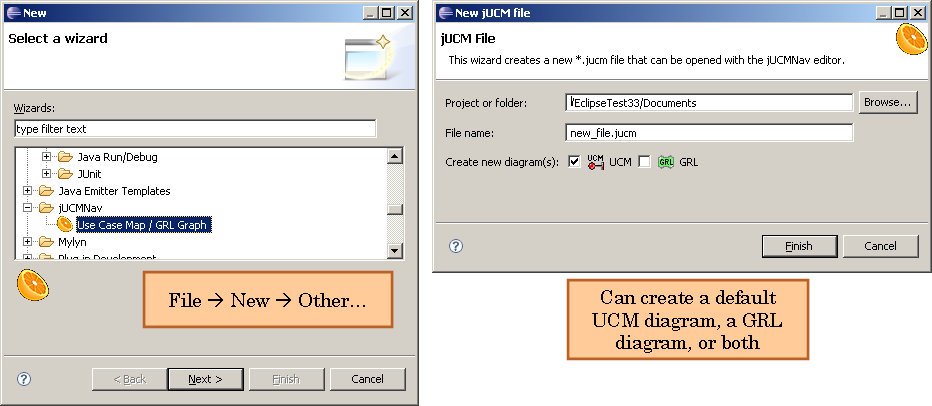 New
Select a wizard
Wizards:
type filter text
Java Run/Debug
JUnit
Java Emitter Templates
jUCMNav
Use Case Map / GRL Graph
Mylyn
Plug-in Development
File → New → Other...
< Back
Next >
Finish
Cancel
New jUCM file
jUCM File
This wizard creates a new *.jucm file that can be opened with the jUCMNav editor.
Project or folder: /EclipseTest33/Documents Browse...
File name: new_file.jucm
Create new diagram(s): UCM UCM GRL GRL
Finish
Cancel
Can create a default
UCM diagram, a GRL
diagram, or both